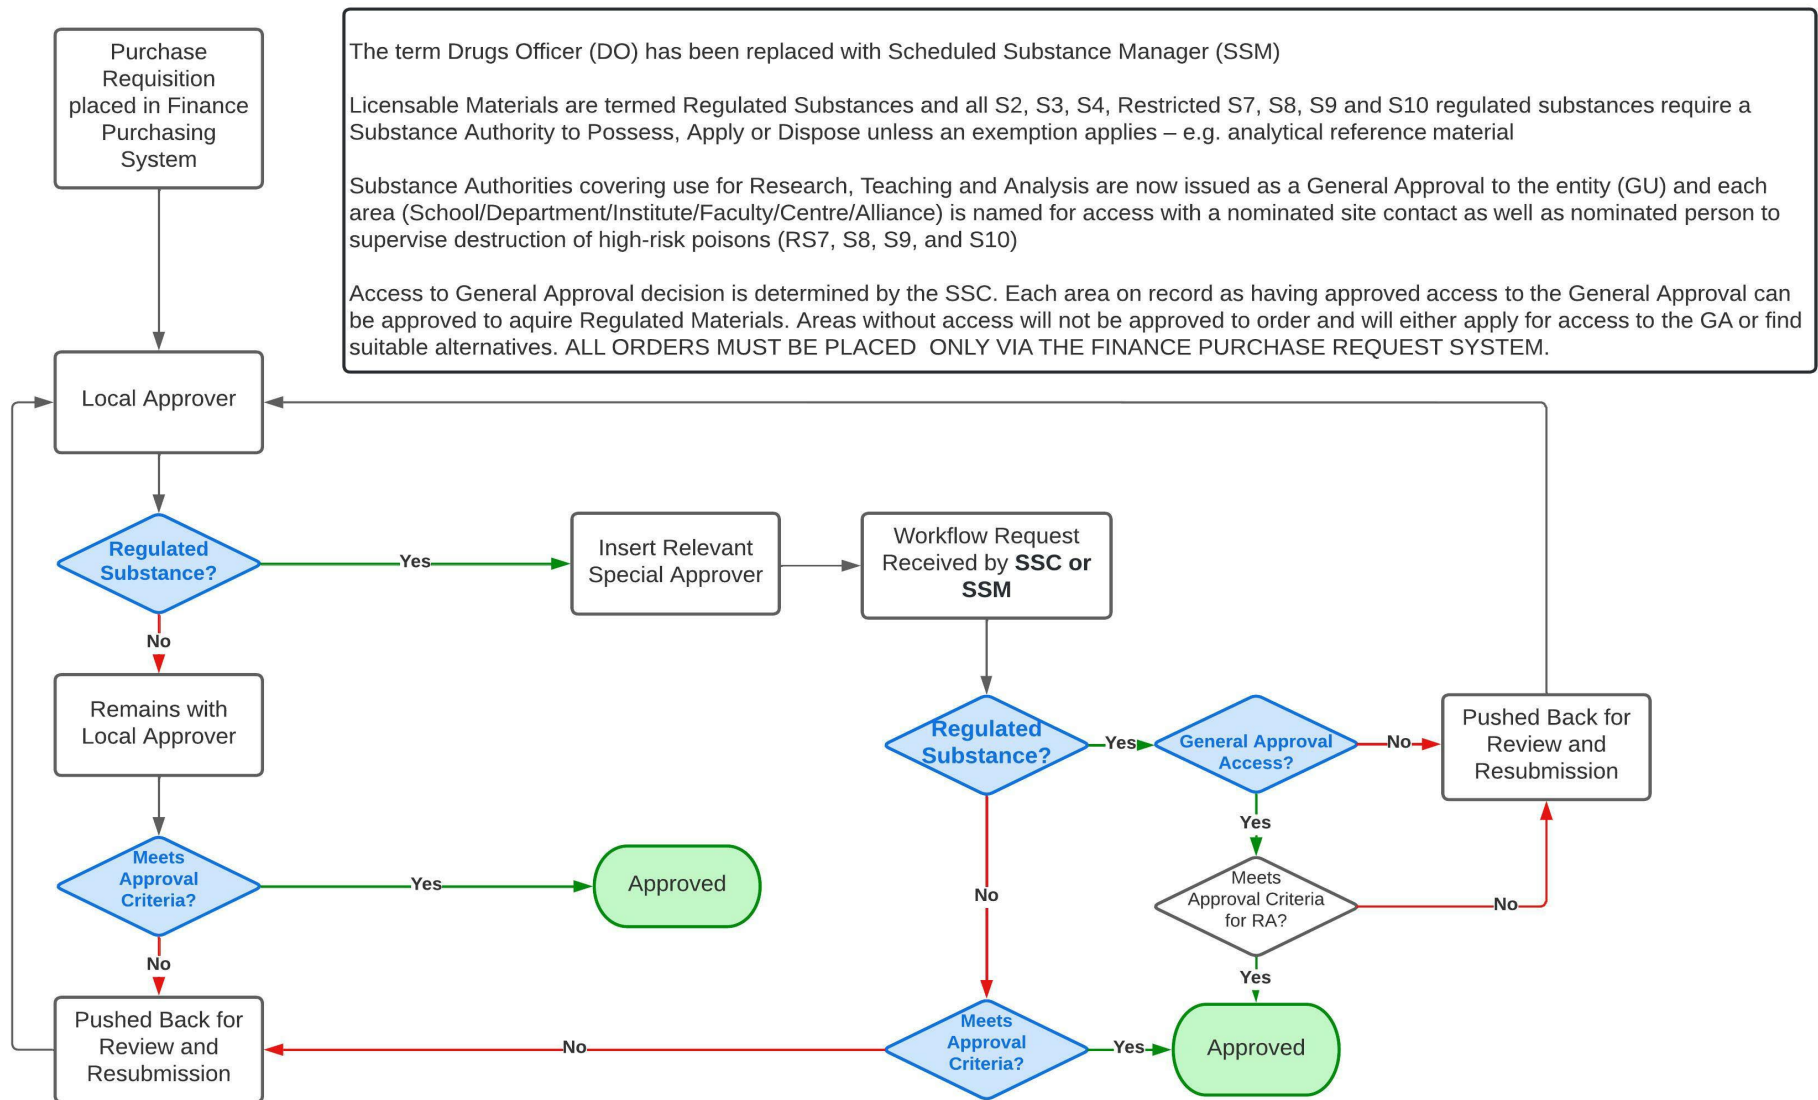 Purchase
Requisition
placed in Finance
Purchasing
System
The term Drugs Officer (DO) has been replaced with Scheduled Substance Manager (SSM)
Licensable Materials are termed Regulated Substances and all S2, S3, S4, Restricted S7, S8, S9 and S10 regulated substances require a
Substance Authority to Possess, Apply or Dispose unless an exemption applies – e.g. analytical reference material
Substance Authorities covering use for Research, Teaching and Analysis are now issued as a General Approval to the entity (GU) and each
area (School/Department/Institute/Faculty/Centre/Alliance) is named for access with a nominated site contact as well as nominated person to
supervise destruction of high-risk poisons (RS7, S8, S9, and S10)
Access to General Approval decision is determined by the SSC. Each area on record as having approved access to the General Approval can
be approved to aquire Regulated Materials. Areas without access will not be approved to order and will either apply for access to the GA or find
suitable alternatives. ALL ORDERS MUST BE PLACED  ONLY VIA THE FINANCE PURCHASE REQUEST SYSTEM.
Local Approver
Regulated
Substance?
Yes
Insert Relevant
Special Approver
Workflow Request
Received by SSC or
SSM
No
Remains with
Local Approver
Regulated
Substance?
Yes
General Approval
Access?
No
Pushed Back for
Review and
Resubmission
Yes
Meets
Approval
Criteria?
Yes
Approved
No
Meets
Approval Criteria
for RA?
No
No
Yes
Pushed Back for
Review and
Resubmission
No
Meets
Approval
Criteria?
Yes
Approved